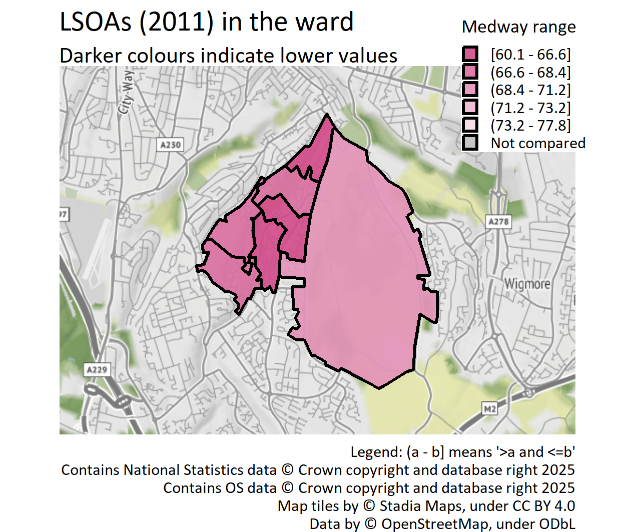 LSOAs (2011) in the ward
Darker colours indicate lower values
Medway range
[60.1 - 66.6]
(66.6 - 68.4]
(68.4 - 71.2]
(71.2 - 73.2]
(73.2 - 77.8]
Not compared
City Way
A230
A278
Wigmore
A229
M2
Legend: (a - b] means '>a and <=b'
Contains National Statistics data © Crown copyright and database right 2025
Contains OS data © Crown copyright and database right 2025
Map tiles by © Stadia Maps, under CC BY 4.0
Data by © OpenStreetMap, under ODbL